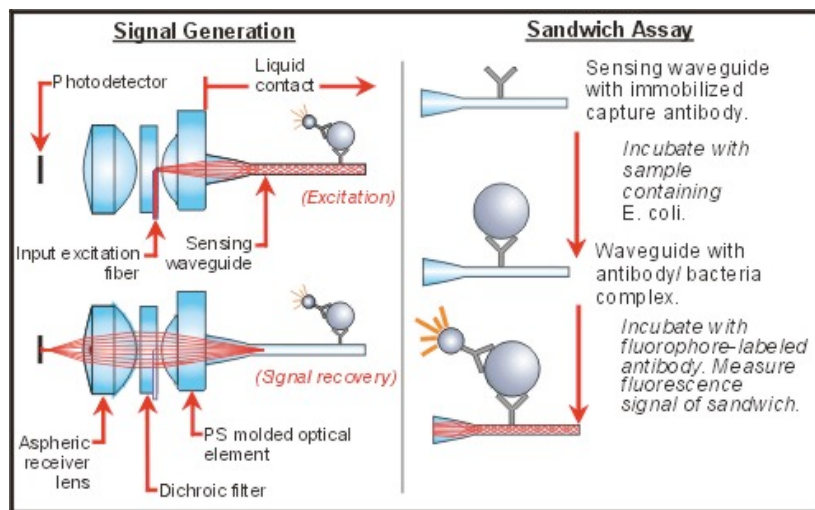 Signal Generation
Photodetector
Liquid
contact
(Excitation)
Input excitation
fiber
Sensing
waveguide
(Signal recovery)
Aspheric
receiver
lens
PS molded optical
element
Dichroic filter
Sandwich Assay
Sensing waveguide
with immobilized
capture antibody.
Incubate with
sample
containing
E. coli.
Waveguide with
antibody/ bacteria
complex.
Incubate with
fluorophore-labeled
antibody. Measure
fluorescence
signal of sandwich.